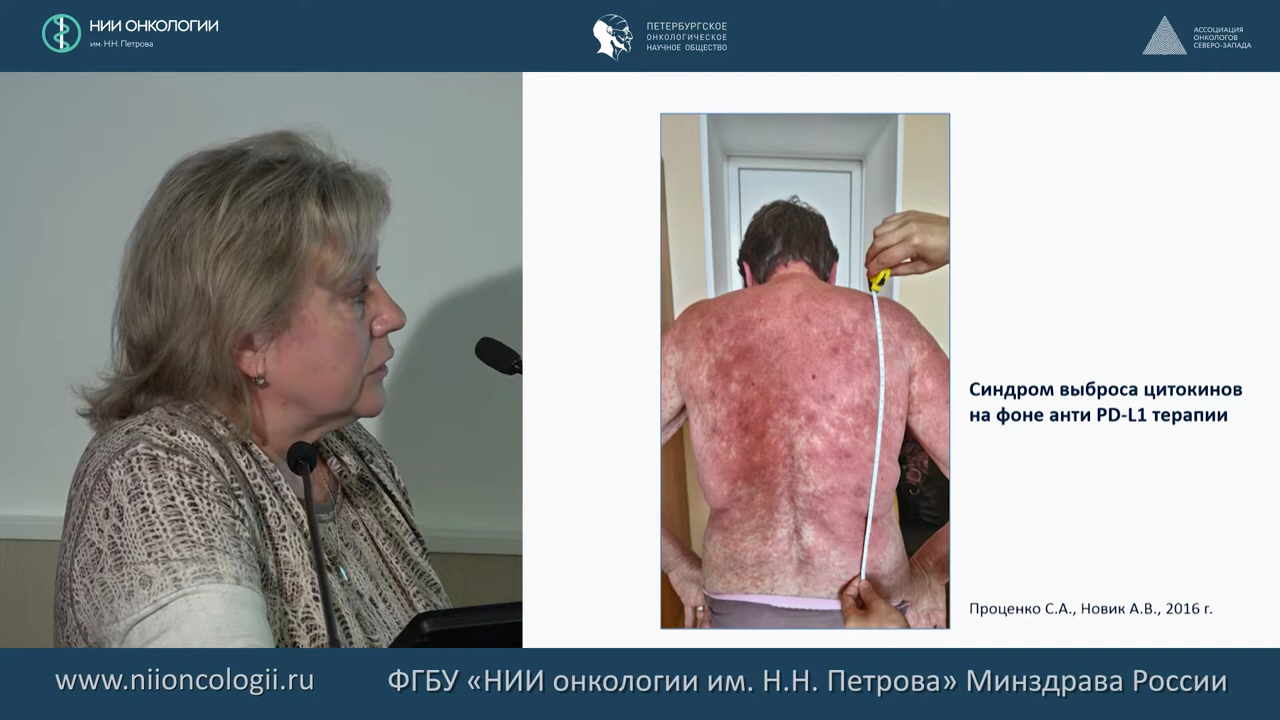 НИИ ОНКОЛОГИИ
им. Н.Н. Петрова
ПЕТЕРБУРГСКОЕ
ОНКОЛОГИЧЕСКОЕ
НАУЧНОЕ ОБЩЕСТВО
АССОЦИАЦИЯ
ОНКОЛОГОВ
СЕВЕРО-ЗАПАДА
Синдром выброса цитокинов
на фоне анти PD-L1 терапии
Проценко С.А., Новик А.В., 2016 г.
www.niioncologii.ru
ФГБУ «НИИ онкологии им. Н.Н. Петрова» Минздрава России